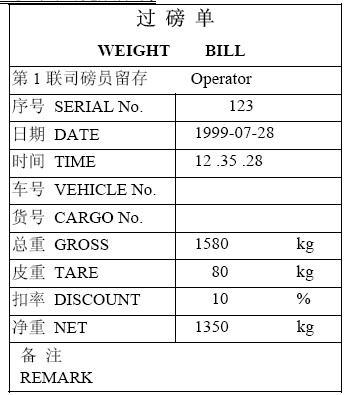 过 磅 单
WEIGHT BILL
第 1 联司磅员留存 Operator
序号 SERIAL No. 123
日期 DATE 1999-07-28
时间 TIME 12 .35 .28
车号 VEHICLE No.
货号 CARGO No.
总重 GROSS 1580 kg
皮重 TARE 80 kg
扣率 DISCOUNT 10 %
净重 NET 1350 kg
备 注
REMARK